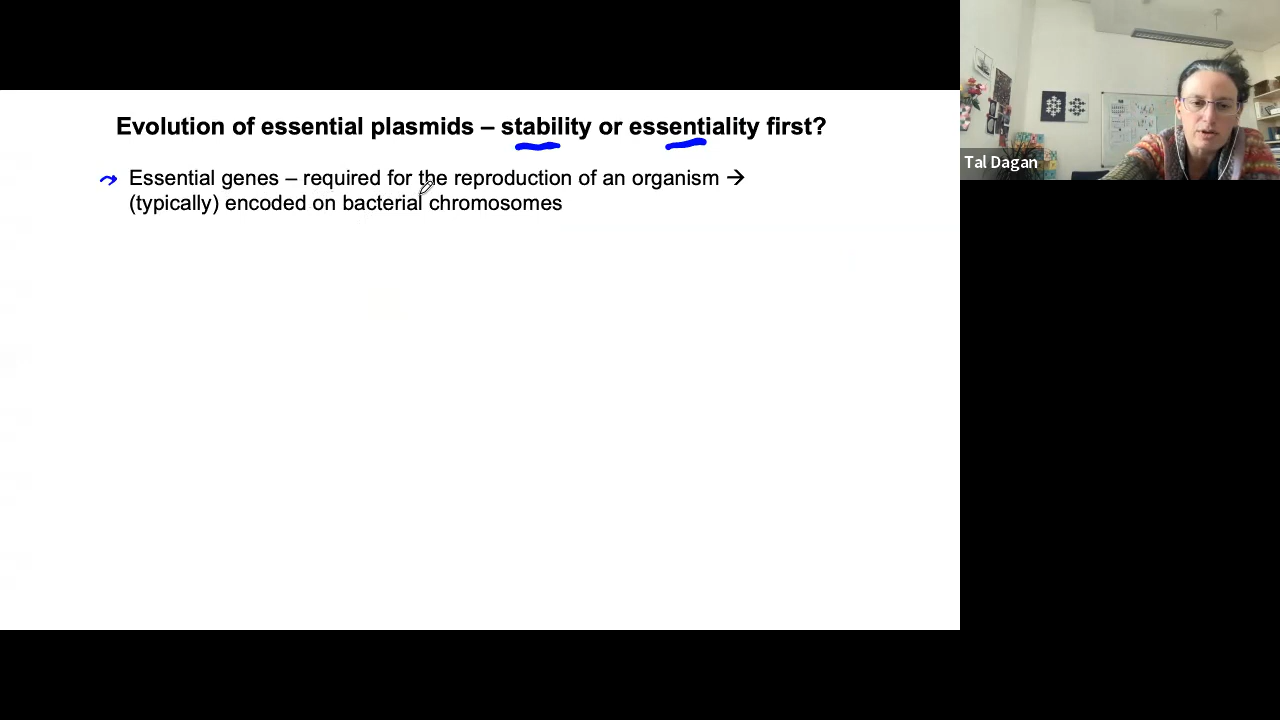 Evolution of essential plasmids – stability or essentiality first?
Essential genes – required for the reproduction of an organism →
(typically) encoded on bacterial chromosomes
Tal Dagan